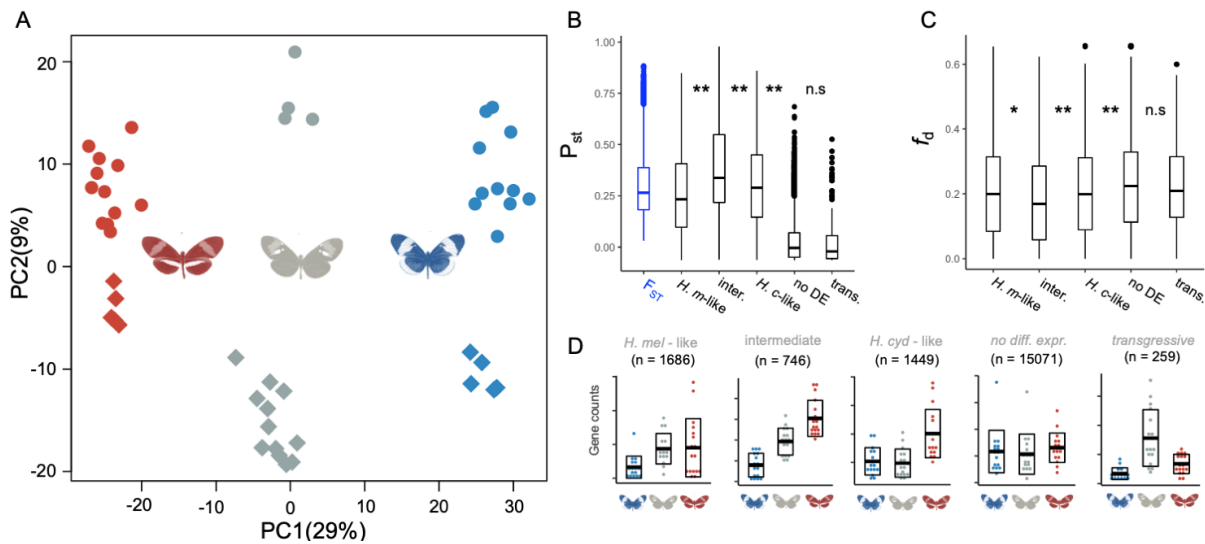 A
20
10
0
-10
-20
PC2(9%)
-20
-10
0
10
20
30
PC1(29%)
B
1.00
0.75
0.50
0.25
0.00
Pst
** ** ** n.s
FST
H. m-like
inter.
H. c-like
no DE
trans.
C
0.6
0.4
0.2
0.0
fd
* ** ** n.s
H. m-like
inter.
H. c-like
no DE
trans.
D
H. mel - like
(n = 1686)
intermediate
(n = 746)
H. cyd - like
(n = 1449)
no diff. expr.
(n = 15071)
transgressive
(n = 259)
Gene counts